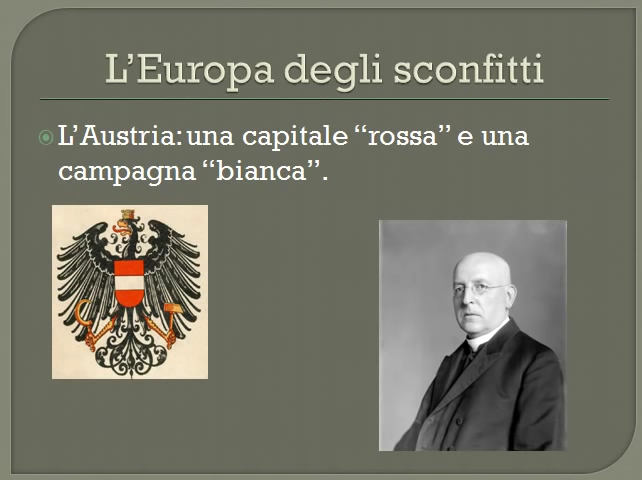 L’Europa degli sconfitti
L’Austria: una capitale “rossa” e una
campagna “bianca”.